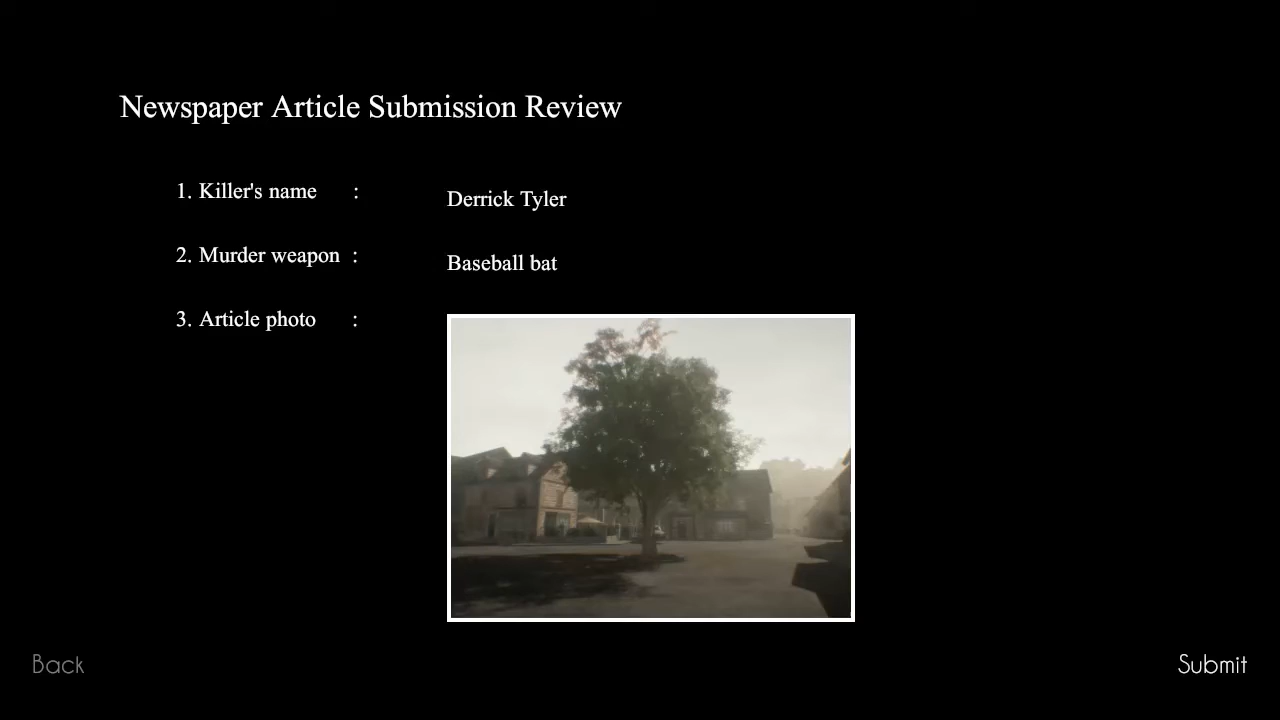 Newspaper Article Submission Review
1. Killer's name : Derrick Tyler
2. Murder weapon : Baseball bat
3. Article photo :
Back
Submit